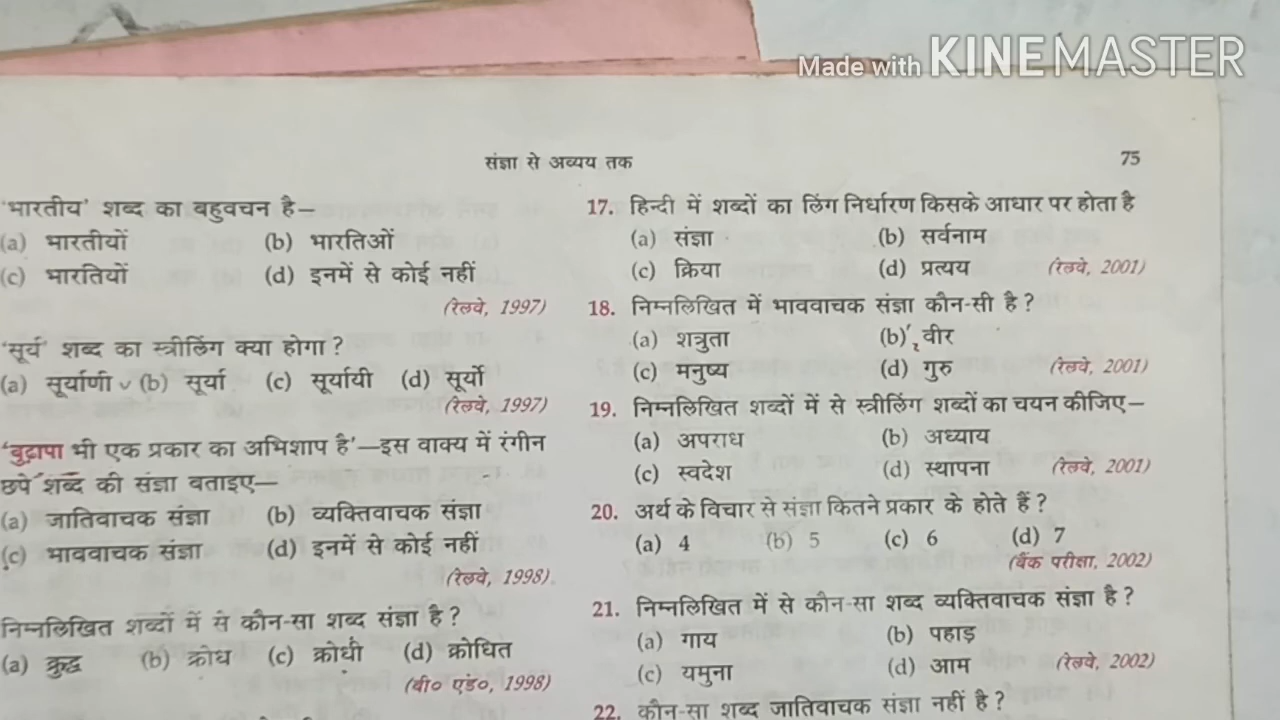 Made with KINEMASTER
संज्ञा से अव्यय तक
75
'भारतीय' शब्द का बहुवचन है—
(a) भारतीयों (b) भारतिओं
(c) भारतियों (d) इनमें से कोई नहीं
(रेलवे, 1997)
'सूर्य' शब्द का स्त्रीलिंग क्या होगा ?
(a) सूर्याणी (b) सूर्या (c) सूर्यायी (d) सूर्यो
(रेलवे, 1997)
'बुढ़ापा भी एक प्रकार का अभिशाप है'—इस वाक्य में रंगीन
छपे शब्द की संज्ञा बताइए—
(a) जातिवाचक संज्ञा (b) व्यक्तिवाचक संज्ञा
(c) भाववाचक संज्ञा (d) इनमें से कोई नहीं
(रेलवे, 1998)
निम्नलिखित शब्दों में से कौन-सा शब्द संज्ञा है ?
(a) क्रुद्ध (b) क्रोध (c) क्रोधी (d) क्रोधित
(बी० एड०, 1998)
17. हिन्दी में शब्दों का लिंग निर्धारण किसके आधार पर होता है
(a) संज्ञा (b) सर्वनाम
(c) क्रिया (d) प्रत्यय (रेलवे, 2001)
18. निम्नलिखित में भाववाचक संज्ञा कौन-सी है ?
(a) शत्रुता (b) वीर
(c) मनुष्य (d) गुरु (रेलवे, 2001)
19. निम्नलिखित शब्दों में से स्त्रीलिंग शब्दों का चयन कीजिए—
(a) अपराध (b) अध्याय
(c) स्वदेश (d) स्थापना (रेलवे, 2001)
20. अर्थ के विचार से संज्ञा कितने प्रकार के होते हैं ?
(a) 4 (b) 5 (c) 6 (d) 7
(बैंक परीक्षा, 2002)
21. निम्नलिखित में से कौन-सा शब्द व्यक्तिवाचक संज्ञा है ?
(a) गाय (b) पहाड़
(c) यमुना (d) आम (रेलवे, 2002)
22. कौन-सा शब्द जातिवाचक संज्ञा नहीं है ?